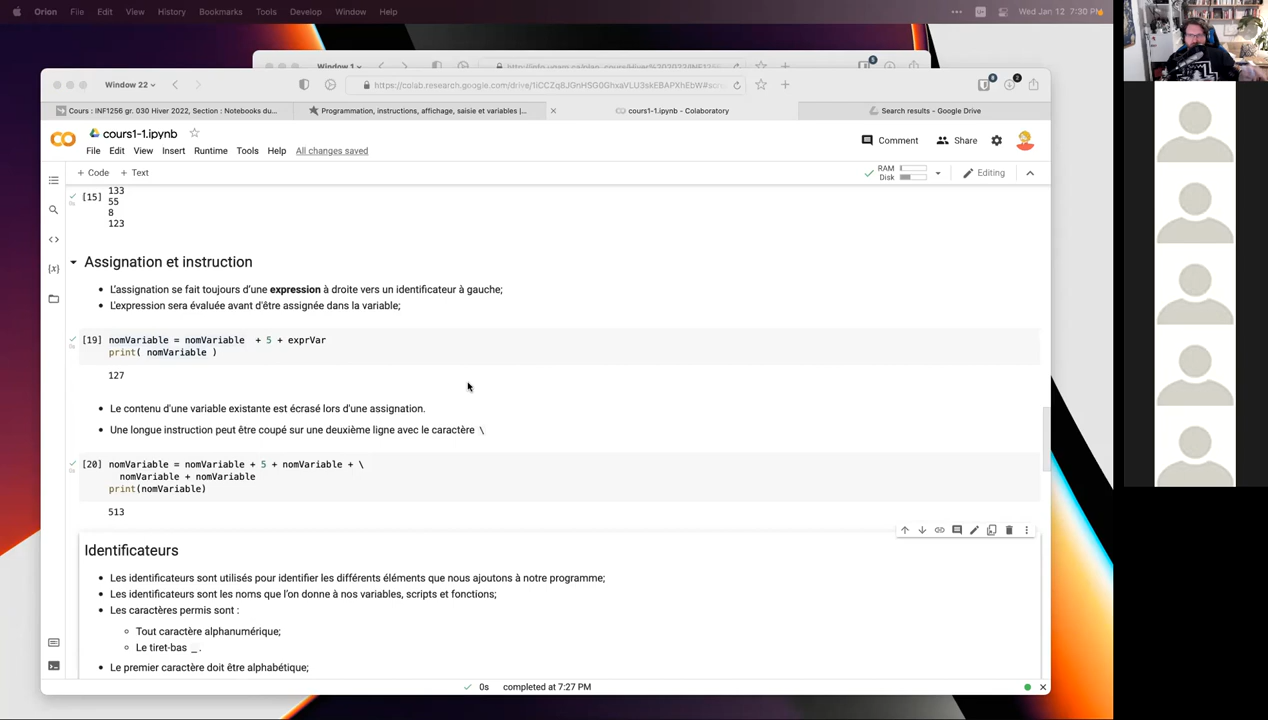 Orion File Edit View History Bookmarks Tools Develop Window Help
Wed Jan 12 7:30 PM
Window 1
Window 22
https://colab.research.google.com/drive/
Cours : INF1256 gr. 030 Hiver 2022, Section : Notebooks du...
Programmation, instructions, affichage, saisie et variables |...
cours1-1.ipynb - Colaboratory
Search results - Google Drive
cours1-1.ipynb
Comment Share
File Edit View Insert Runtime Tools Help All changes saved
+ Code + Text
RAM
Disk
Editing
[15] 133
55
8
123
Assignation et instruction
• L'assignation se fait toujours d'une expression à droite vers un identificateur à gauche;
• L'expression sera évaluée avant d'être assignée dans la variable;
[19] nomVariable = nomVariable + 5 + exprVar
print( nomVariable )
127
• Le contenu d'une variable existante est écrasé lors d'une assignation.
• Une longue instruction peut être coupé sur une deuxième ligne avec le caractère \
[20] nomVariable = nomVariable + 5 + nomVariable + \
nomVariable + nomVariable
print(nomVariable)
513
Identificateurs
• Les identificateurs sont utilisés pour identifier les différents éléments que nous ajoutons à notre programme;
• Les identificateurs sont les noms que l'on donne à nos variables, scripts et fonctions;
• Les caractères permis sont :
◦ Tout caractère alphanumérique;
◦ Le tiret-bas _ .
• Le premier caractère doit être alphabétique;
0s completed at 7:27 PM